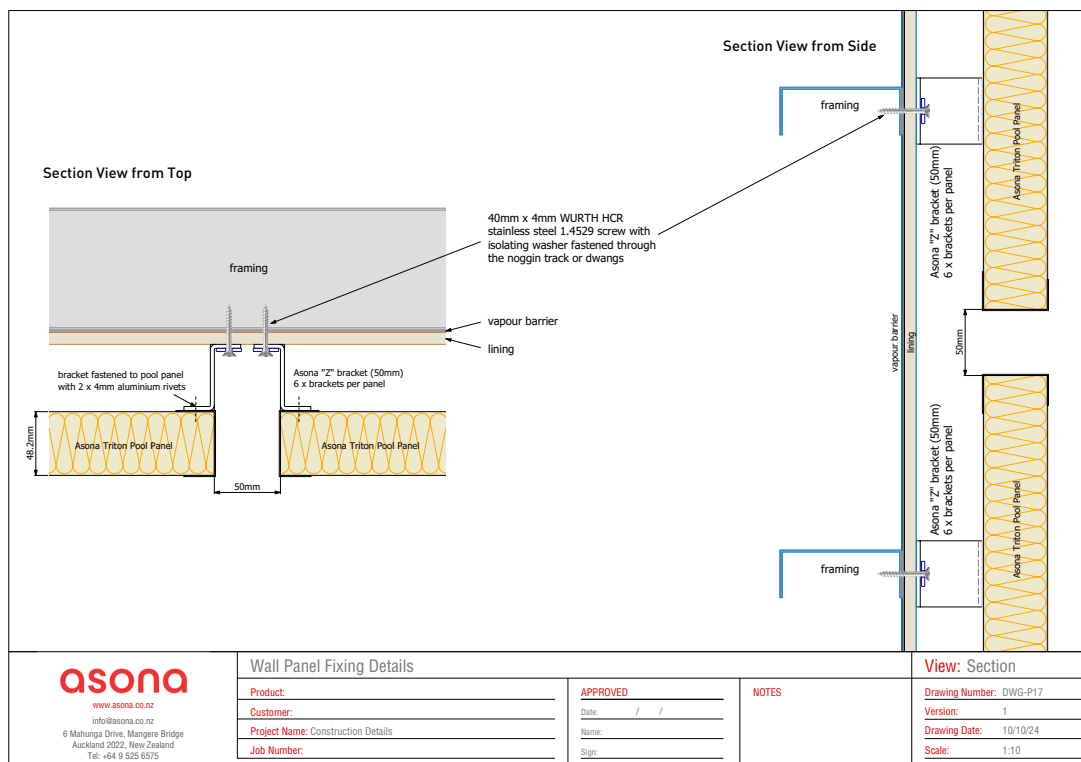 Section View from Side
framing
Asona Triton Pool Panel
Asona "Z" bracket (50mm)
6 x brackets per panel
Section View from Top
40mm x 4mm WURTH HCR
stainless steel 1.4529 screw with
isolating washer fastened through
the noggin track or dwangs
framing
vapour barrier
lining
bracket fastened to pool panel
with 2 x 4mm aluminium rivets
Asona "Z" bracket (50mm)
6 x brackets per panel
48.2mm
Asona Triton Pool Panel
Asona Triton Pool Panel
50mm
vapour barrier
lining
50mm
Asona "Z" bracket (50mm)
6 x brackets per panel
Asona Triton Pool Panel
framing
asona
www.asona.co.nz
info@asona.co.nz
6 Mahunga Drive, Mangere Bridge
Auckland 2022, New Zealand
Tel: +64 9 525 6575
Wall Panel Fixing Details
Product:
Customer:
Project Name: Construction Details
Job Number:
APPROVED
Date: / /
Name:
Sign:
NOTES
View: Section
Drawing Number: DWG-P17
Version: 1
Drawing Date: 10/10/24
Scale: 1:10